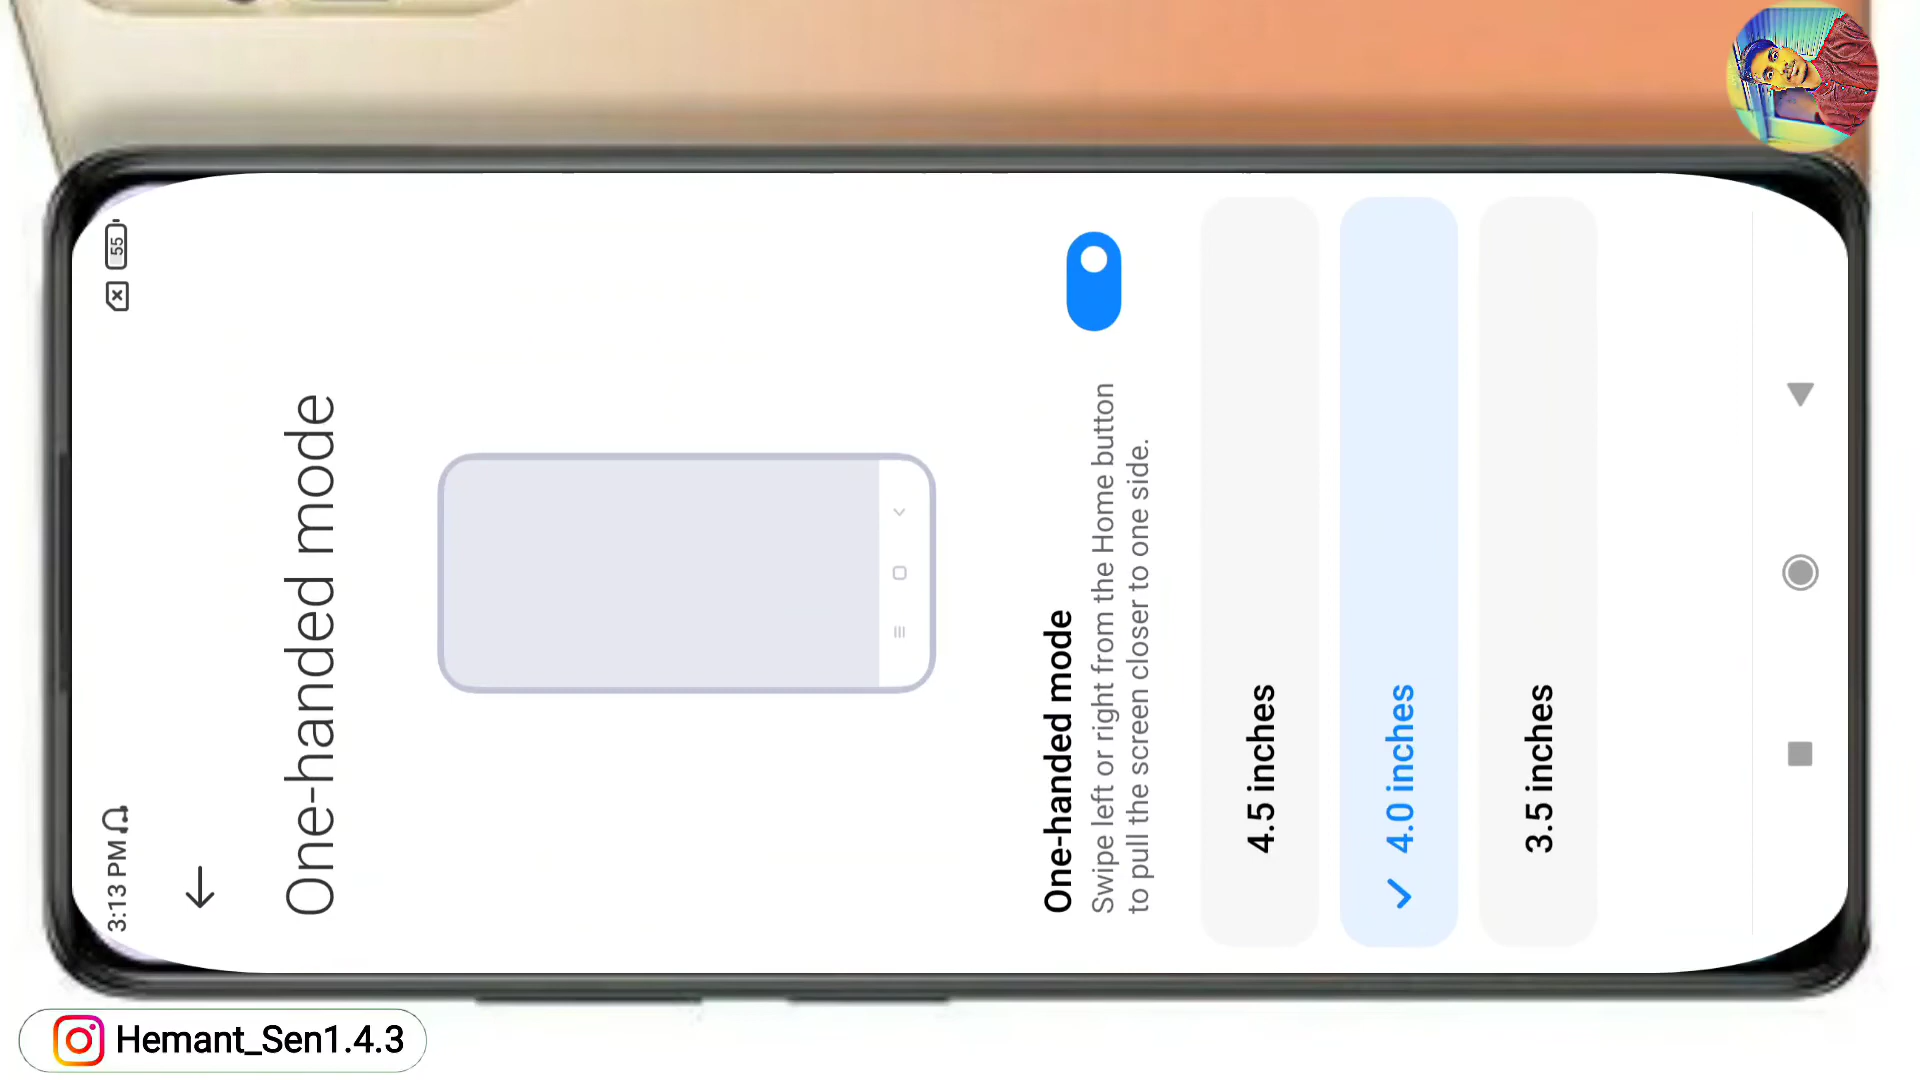 3:13 PM
55
One-handed mode
One-handed mode
Swipe left or right from the Home button
to pull the screen closer to one side.
4.5 inches
4.0 inches
3.5 inches
Hemant_Sen1.4.3